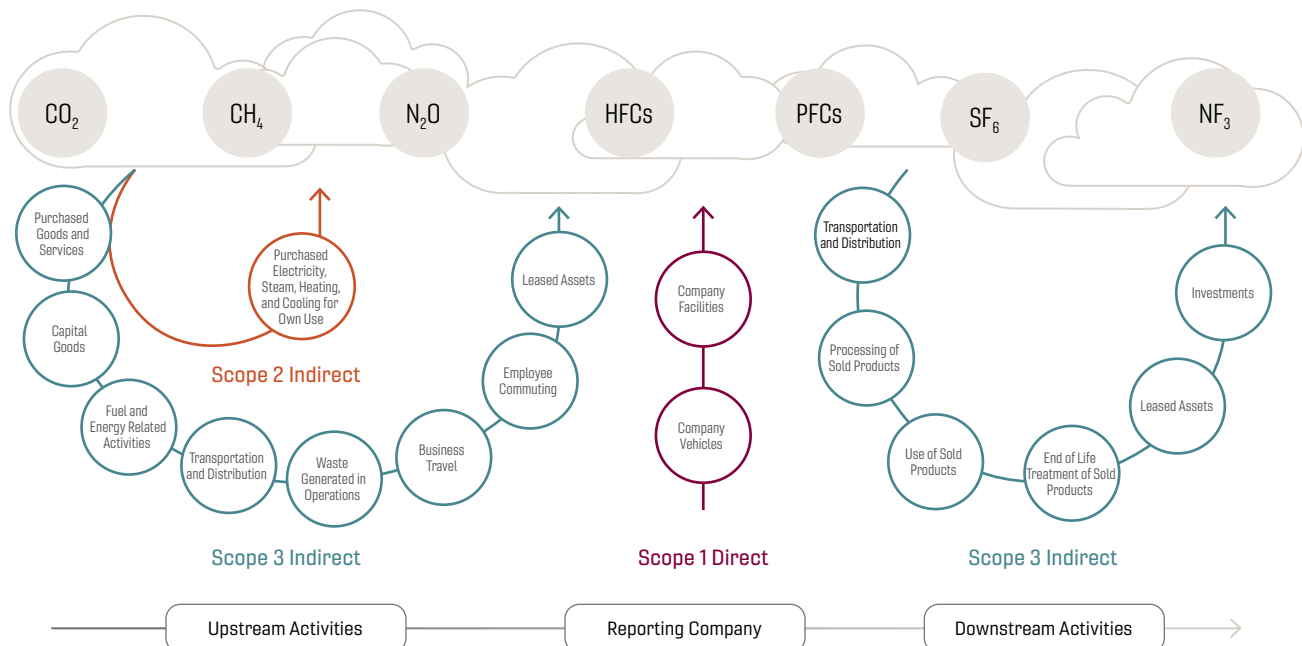 CO₂
CH₄
N₂O
HFCs
PFCs
SF₆
NF₃
Purchased
Goods and
Services
Capital
Goods
Fuel and
Energy Related
Activities
Transportation
and Distribution
Waste
Generated in
Operations
Business
Travel
Employee
Commuting
Leased Assets
Purchased
Electricity,
Steam, Heating,
and Cooling for
Own Use
Scope 2 Indirect
Scope 3 Indirect
Company
Facilities
Company
Vehicles
Scope 1 Direct
Transportation
and Distribution
Processing of
Sold Products
Use of Sold
Products
End of Life
Treatment of Sold
Products
Leased Assets
Investments
Scope 3 Indirect
Upstream Activities
Reporting Company
Downstream Activities